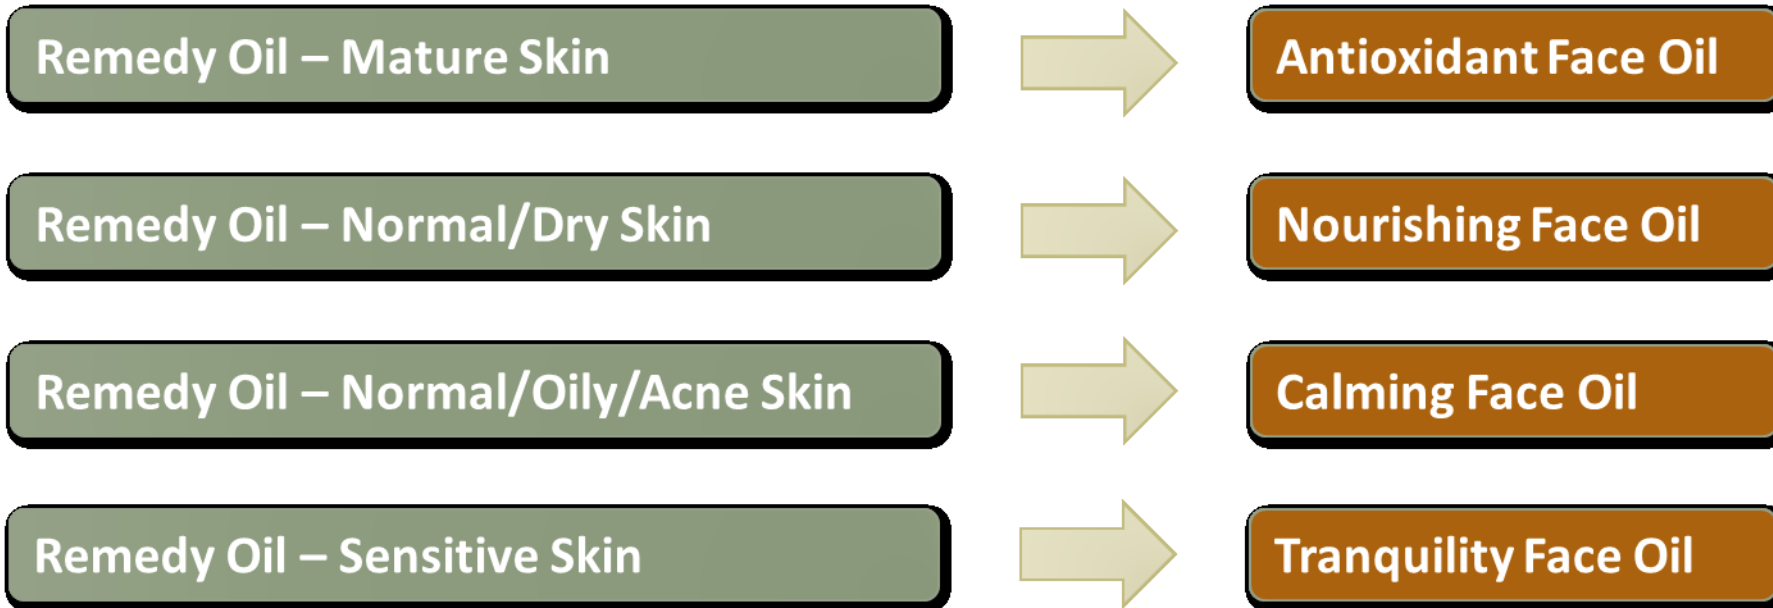 Remedy Oil – Mature Skin
Antioxidant Face Oil
Remedy Oil – Normal/Dry Skin
Nourishing Face Oil
Remedy Oil – Normal/Oily/Acne Skin
Calming Face Oil
Remedy Oil – Sensitive Skin
Tranquility Face Oil